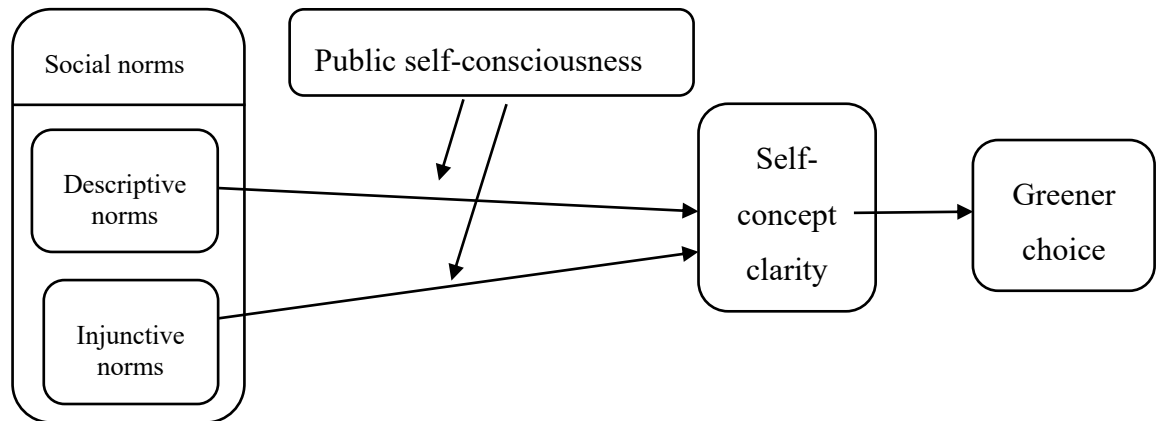 Social norms
Public self-consciousness
Descriptive
norms
Injunctive
norms
Self-
concept
clarity
Greener
choice